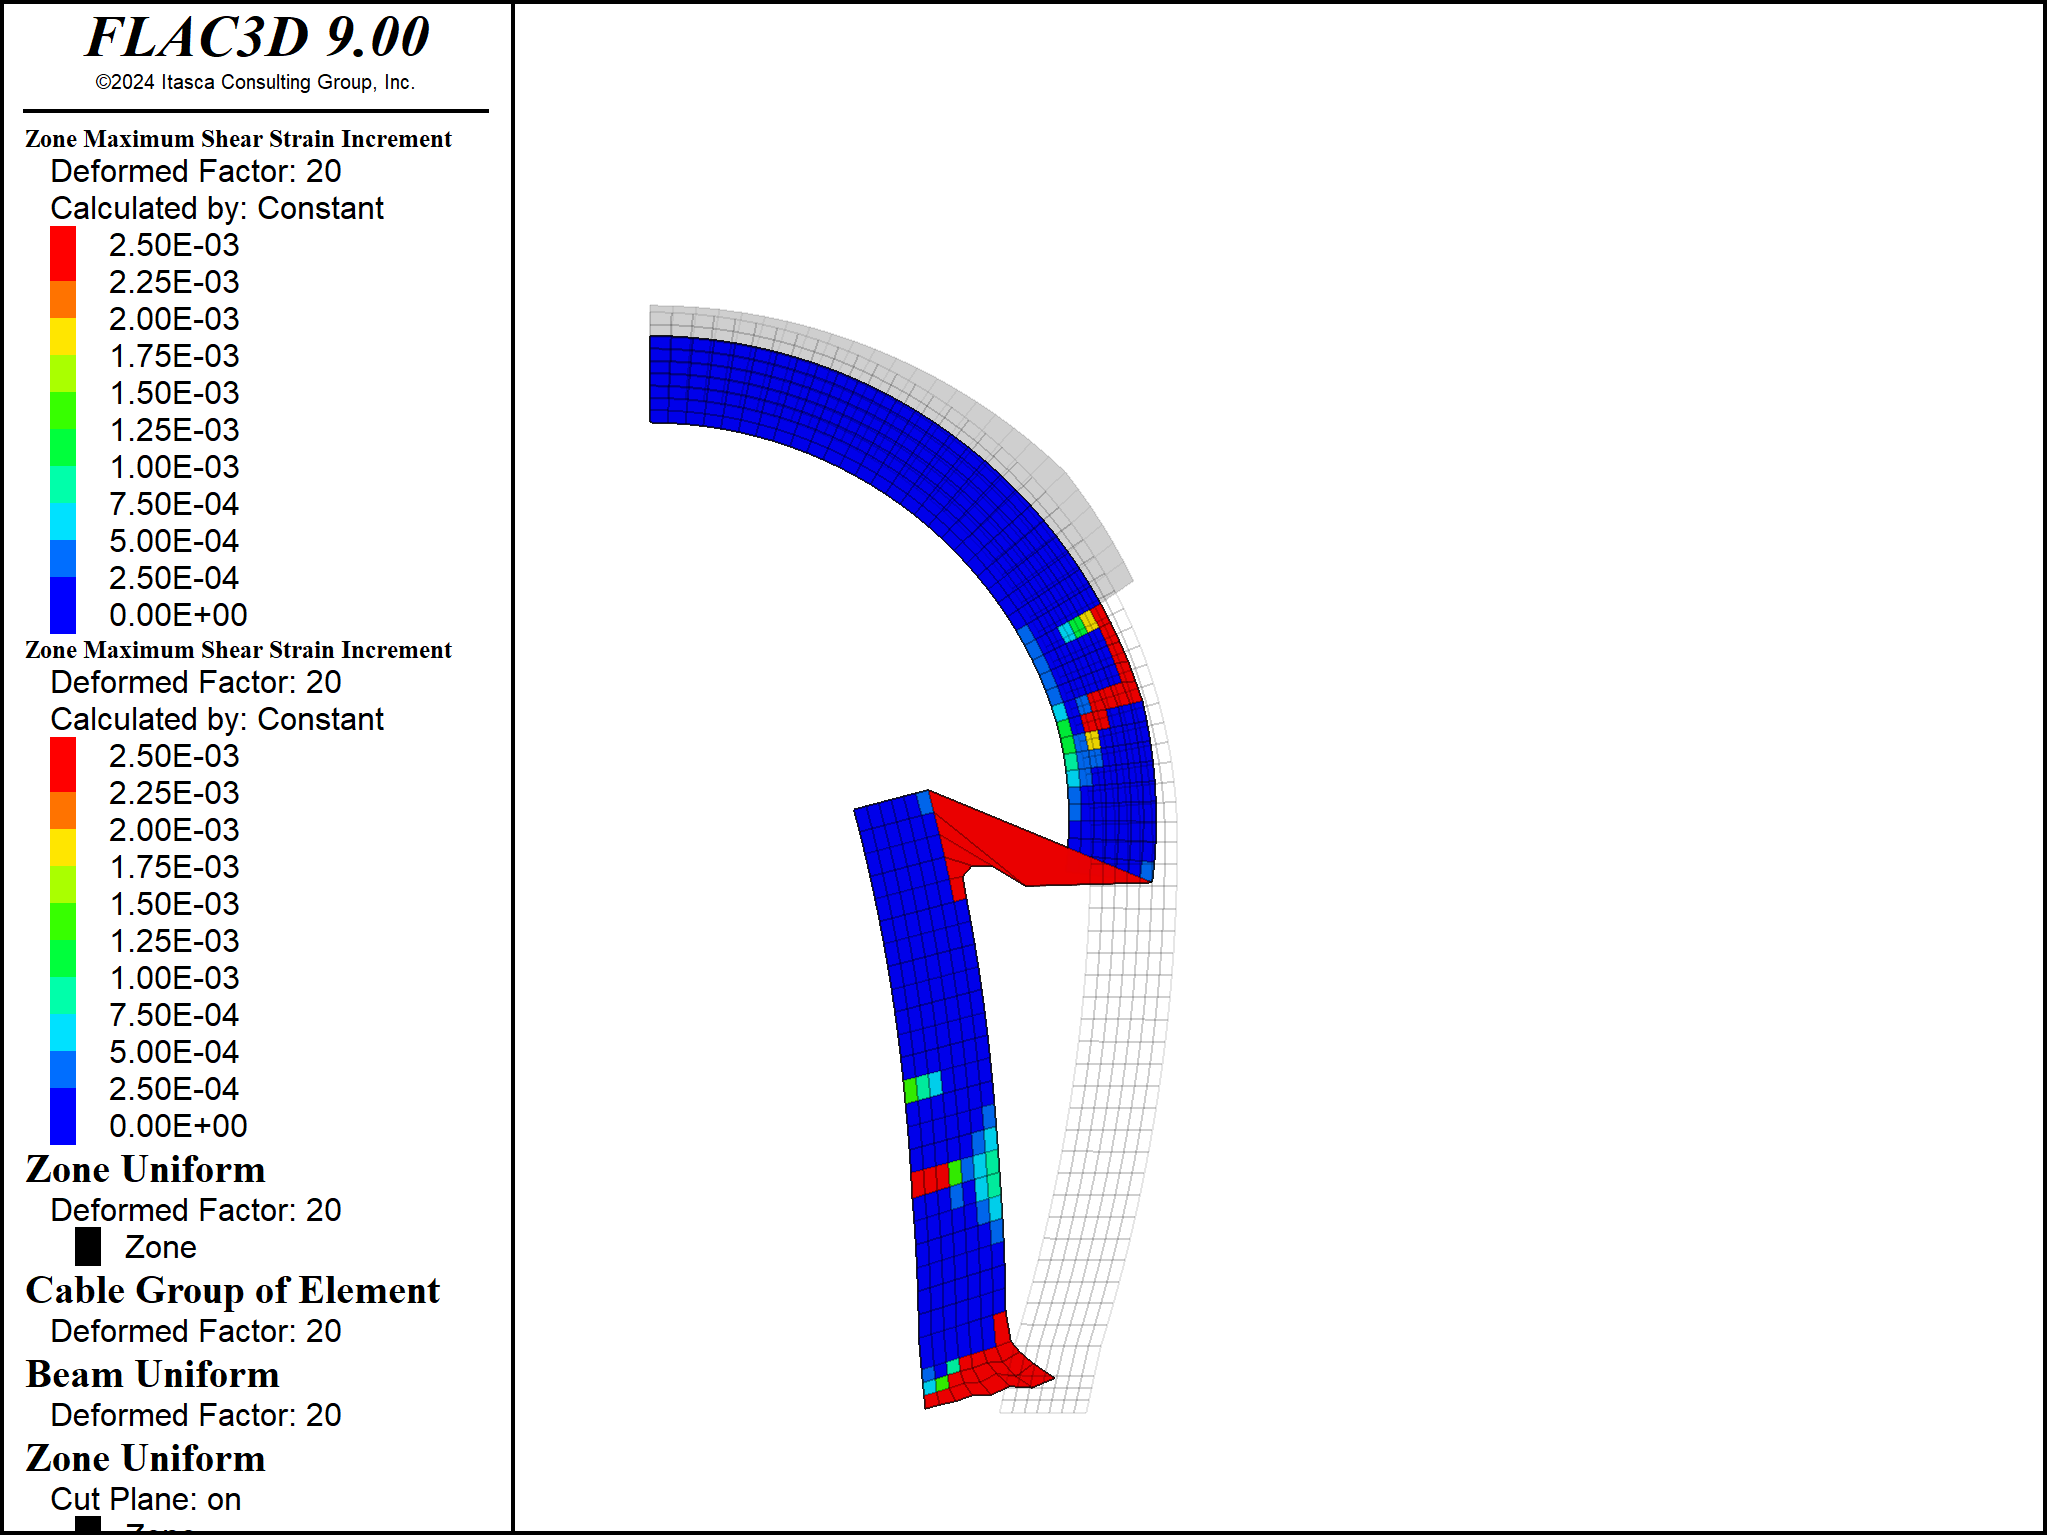 FLAC3D 9.00
©2024 Itasca Consulting Group, Inc.
Zone Maximum Shear Strain Increment
Deformed Factor: 20
Calculated by: Constant
2.50E-03
2.25E-03
2.00E-03
1.75E-03
1.50E-03
1.25E-03
1.00E-03
7.50E-04
5.00E-04
2.50E-04
0.00E+00
Zone Maximum Shear Strain Increment
Deformed Factor: 20
Calculated by: Constant
2.50E-03
2.25E-03
2.00E-03
1.75E-03
1.50E-03
1.25E-03
1.00E-03
7.50E-04
5.00E-04
2.50E-04
0.00E+00
Zone Uniform
Deformed Factor: 20
Zone
Cable Group of Element
Deformed Factor: 20
Beam Uniform
Deformed Factor: 20
Zone Uniform
Cut Plane: on